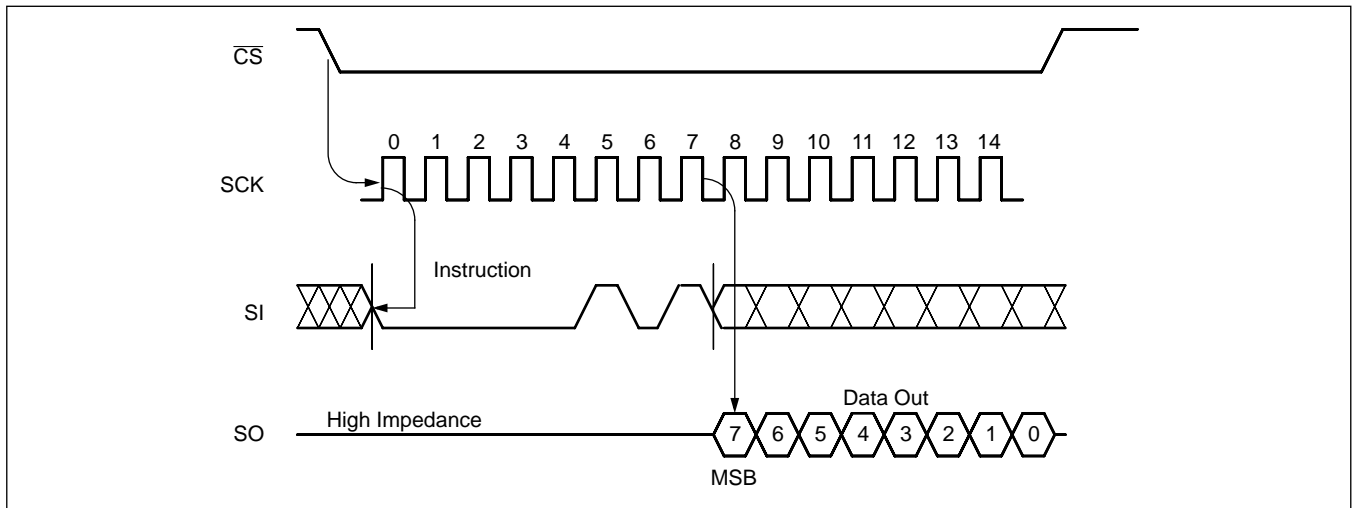 CS
0 1 2 3 4 5 6 7 8 9 10 11 12 13 14
SCK
Instruction
SI
Data Out
High Impedance
SO
7 6 5 4 3 2 1 0
MSB